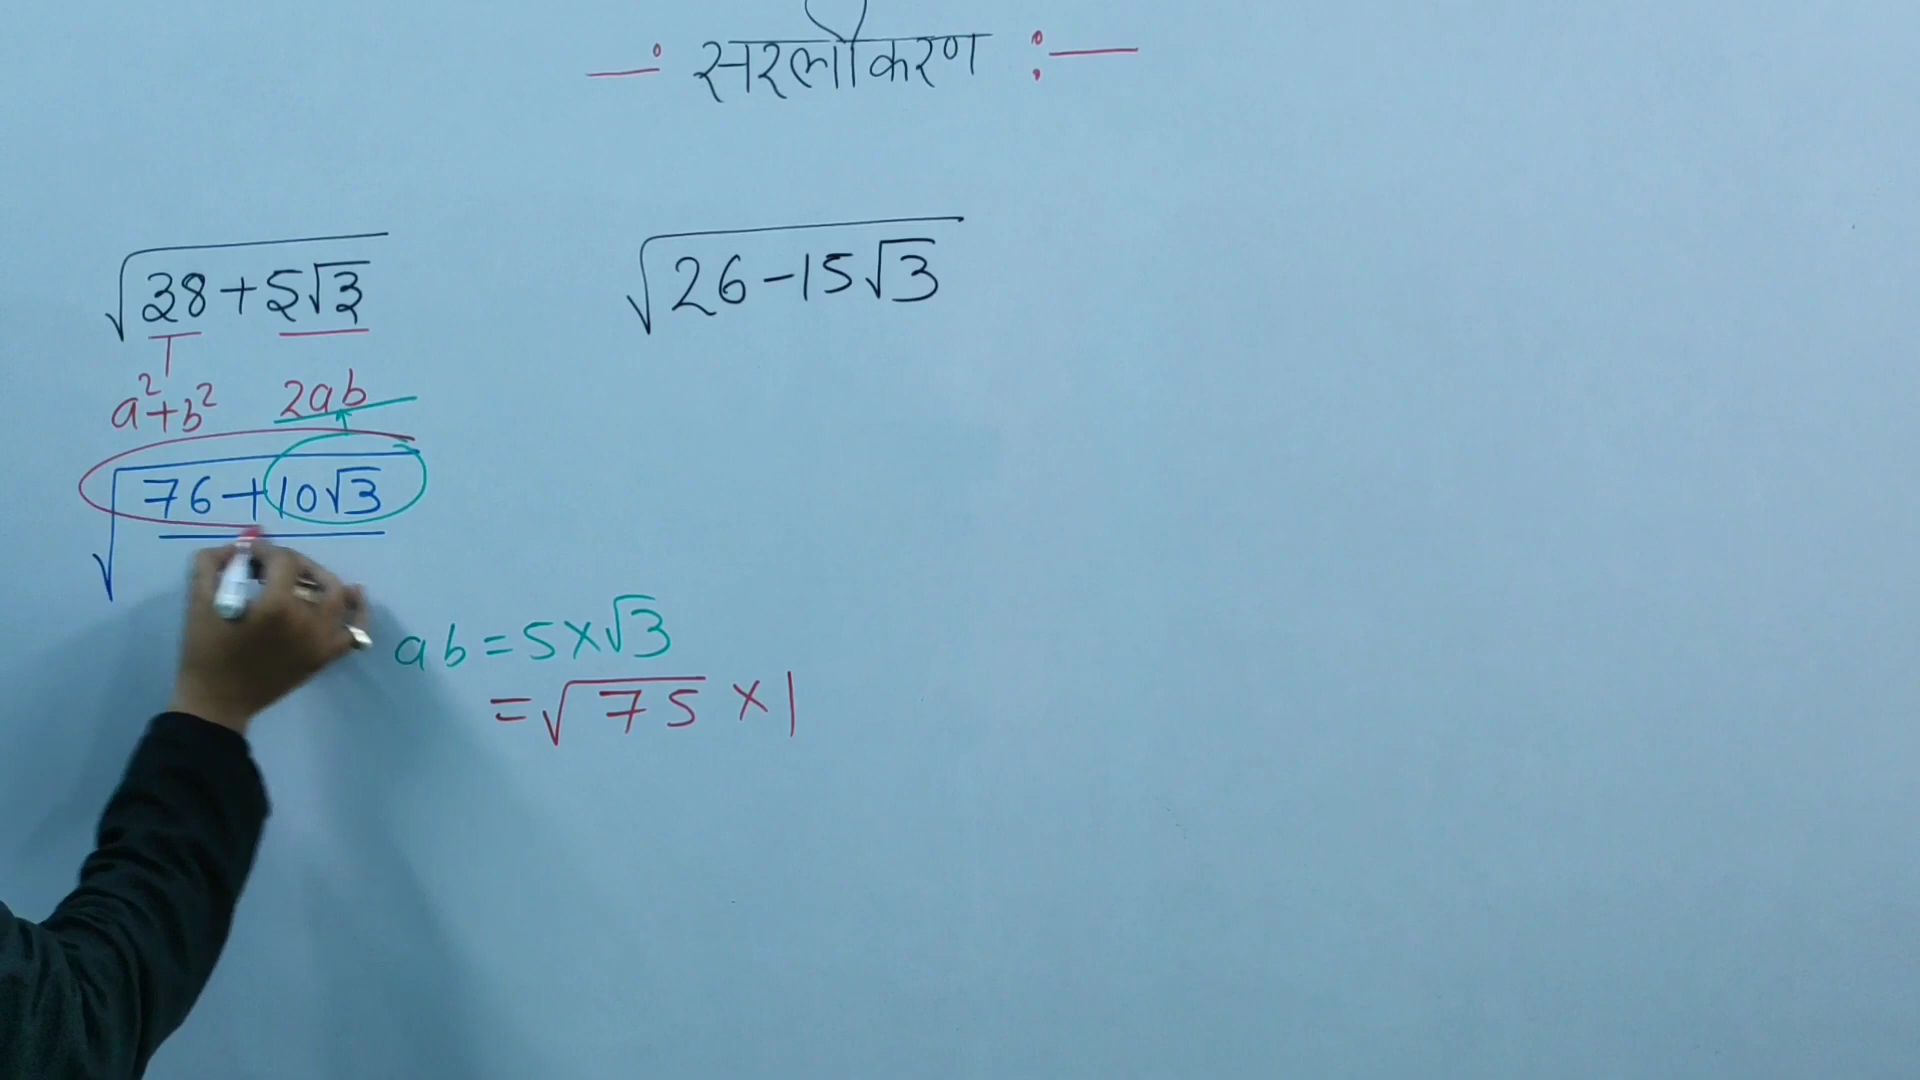 —: सरलीकरण :—
√(38+5√3)
√(26-15√3)
a²+b² 2ab
√(76+10√3)
ab = 5×√3
= √75 × 1